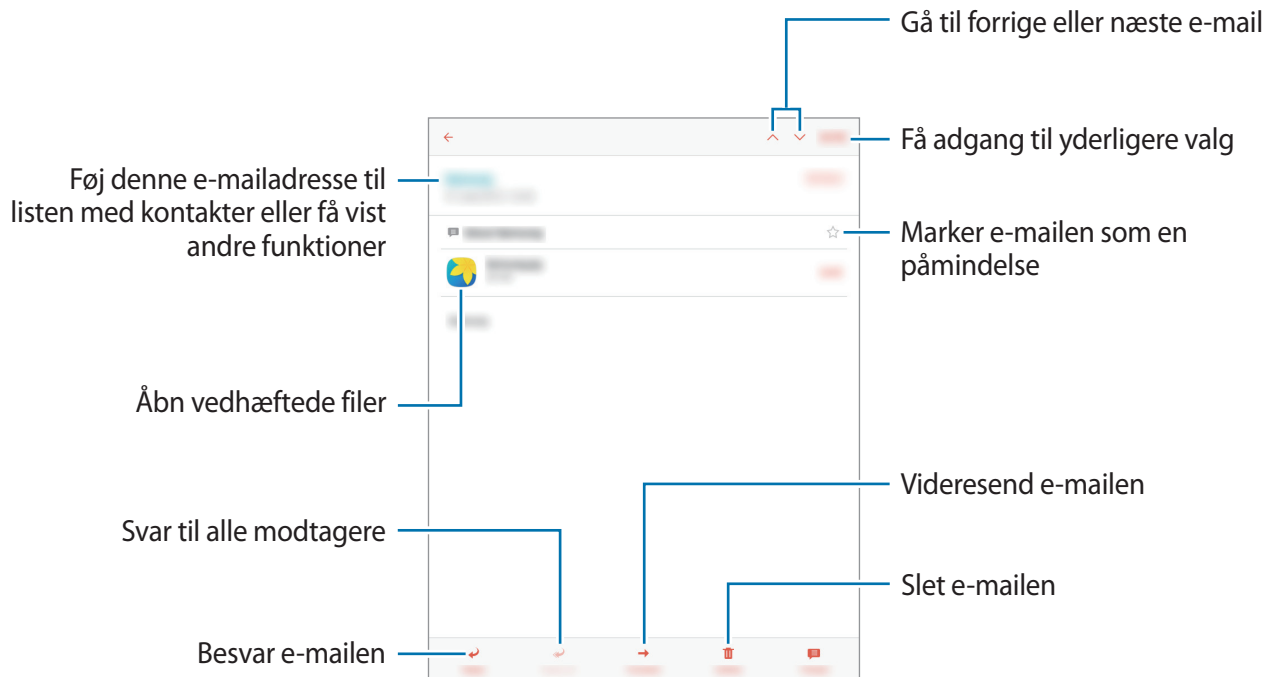 Gå til forrige eller næste e-mail
Få adgang til yderligere valg
Føj denne e-mailadresse til
listen med kontakter eller få vist
andre funktioner
Marker e-mailen som en
påmindelse
Åbn vedhæftede filer
Videresend e-mailen
Svar til alle modtagere
Slet e-mailen
Besvar e-mailen